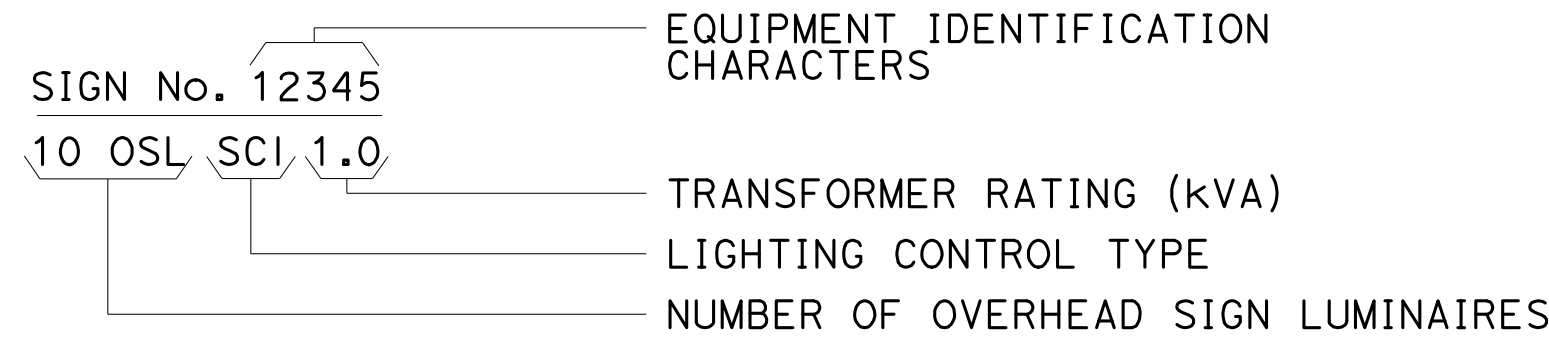 EQUIPMENT IDENTIFICATION
CHARACTERS
SIGN No. 12345
10 OSL SCI 1.0
TRANSFORMER RATING (kVA)
LIGHTING CONTROL TYPE
NUMBER OF OVERHEAD SIGN LUMINAIRES